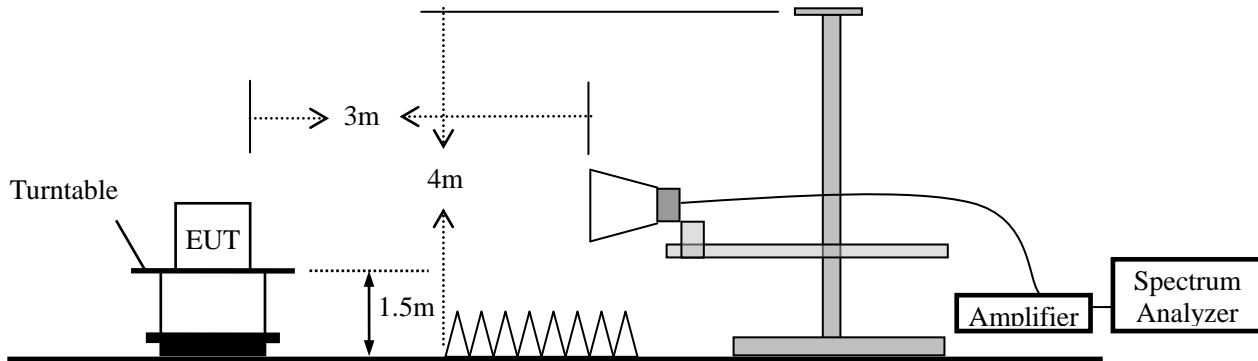 3m
4m
Turntable
EUT
1.5m
Amplifier
Spectrum
Analyzer